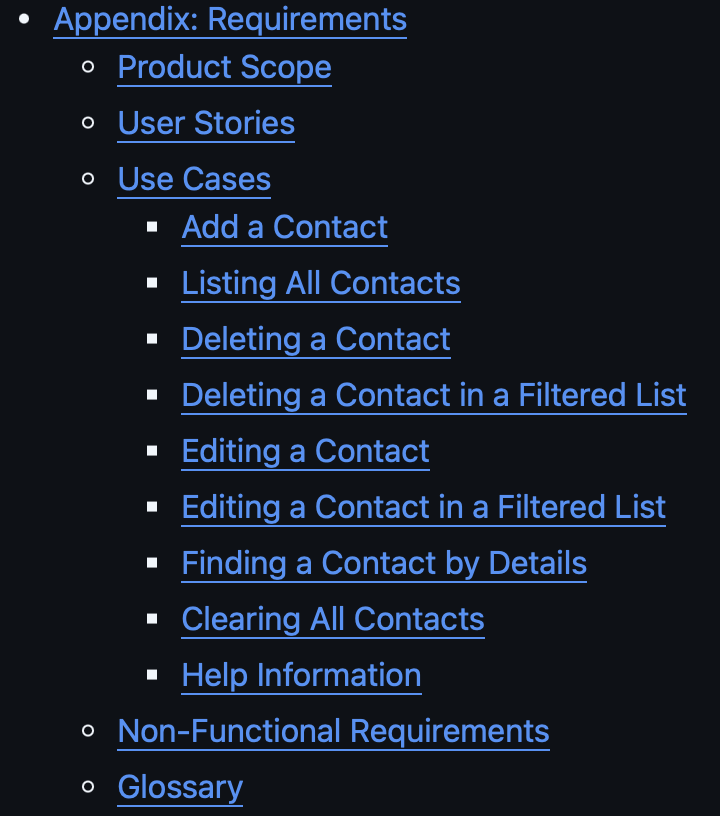 Appendix: Requirements
Product Scope
User Stories
Use Cases
Add a Contact
Listing All Contacts
Deleting a Contact
Deleting a Contact in a Filtered List
Editing a Contact
Editing a Contact in a Filtered List
Finding a Contact by Details
Clearing All Contacts
Help Information
Non-Functional Requirements
Glossary